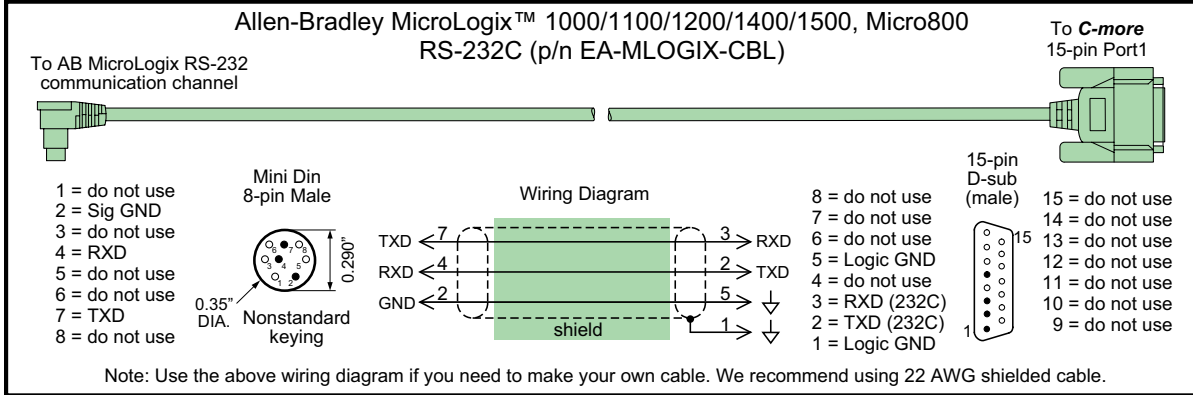 Allen-Bradley MicroLogix™ 1000/1100/1200/1400/1500, Micro800
RS-232C (p/n EA-MLOGIX-CBL)
To AB MicroLogix RS-232
communication channel
To C-more
15-pin Port1
1 = do not use
2 = Sig GND
3 = do not use
4 = RXD
5 = do not use
6 = do not use
7 = TXD
8 = do not use
Mini Din
8-pin Male
6 7 8
3 4 5
1 2
0.290"
0.35"
DIA.
Nonstandard
keying
Wiring Diagram
TXD 7 3 RXD
RXD 4 2 TXD
GND 2 5
shield 1
8 = do not use
7 = do not use
6 = do not use
5 = Logic GND
4 = do not use
3 = RXD (232C)
2 = TXD (232C)
1 = Logic GND
15-pin
D-sub
(male)
15
1
15 = do not use
14 = do not use
13 = do not use
12 = do not use
11 = do not use
10 = do not use
9 = do not use
Note: Use the above wiring diagram if you need to make your own cable. We recommend using 22 AWG shielded cable.